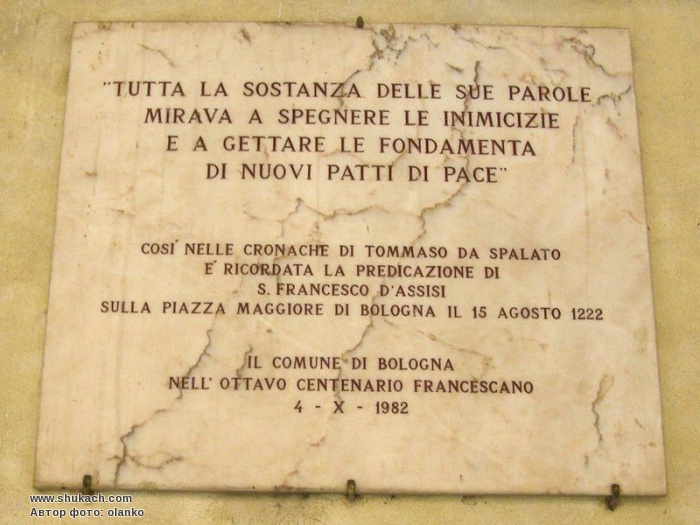 "TUTTA LA SOSTANZA DELLE SUE PAROLE
MIRAVA A SPEGNERE LE INIMICIZIE
E A GETTARE LE FONDAMENTA
DI NUOVI PATTI DI PACE"
COSI' NELLE CRONACHE DI TOMMASO DA SPALATO
E' RICORDATA LA PREDICAZIONE DI
S. FRANCESCO D'ASSISI
SULLA PIAZZA MAGGIORE DI BOLOGNA IL 15 AGOSTO 1222
IL COMUNE DI BOLOGNA
NELL' OTTAVO CENTENARIO FRANCESCANO
4 - X - 1982
www.shukach.com
Автор фото: olanko